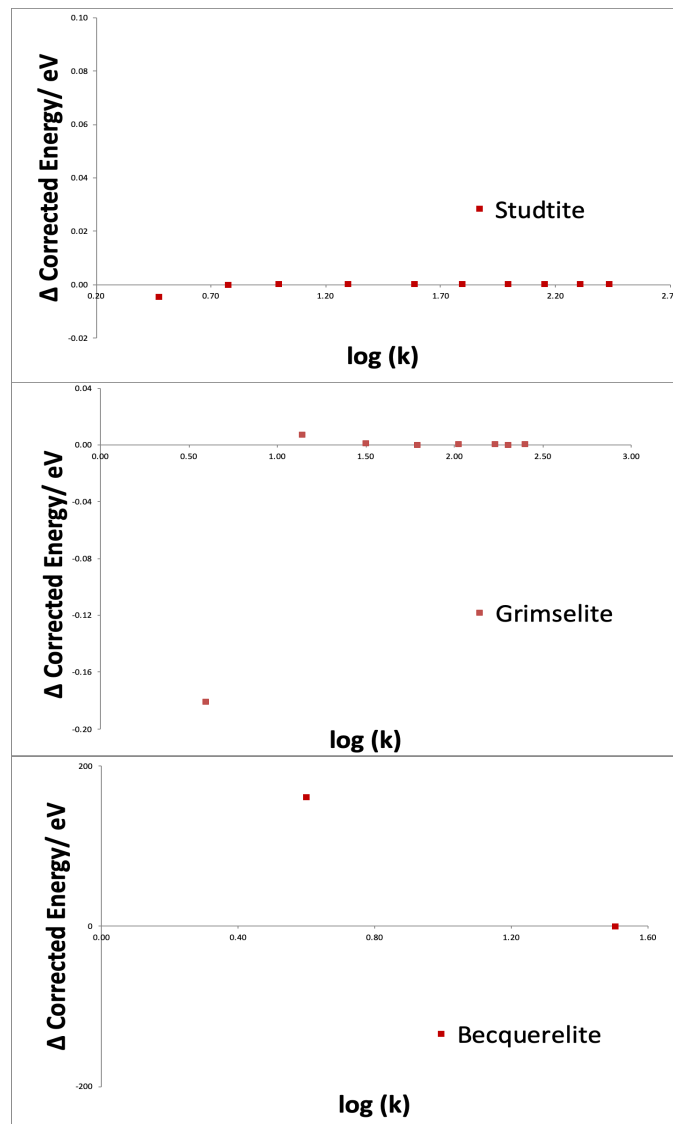 Δ Corrected Energy/ eV
0.10
0.08
0.06
0.04
0.02
0.00
-0.02
0.20 0.70 1.20 1.70 2.20 2.7
Studtite
log (k)
Δ Corrected Energy/ eV
0.04
0.00
-0.04
-0.08
-0.12
-0.16
-0.20
0.00 0.50 1.00 1.50 2.00 2.50 3.00
Grimselite
log (k)
Δ Corrected Energy/ eV
200
0
-200
0.00 0.40 0.80 1.20 1.60
Becquerelite
log (k)